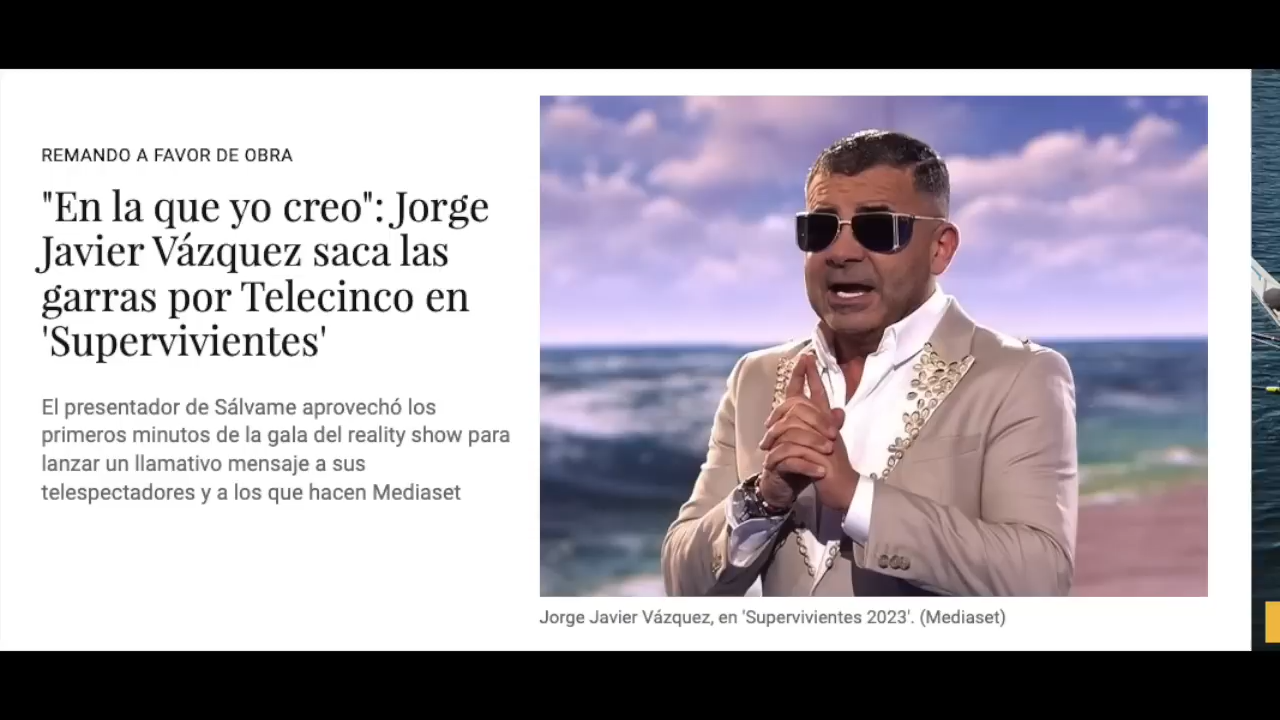 REMANDO A FAVOR DE OBRA
"En la que yo creo": Jorge
Javier Vázquez saca las
garras por Telecinco en
'Supervivientes'
El presentador de Sálvame aprovechó los
primeros minutos de la gala del reality show para
lanzar un llamativo mensaje a sus
telespectadores y a los que hacen Mediaset
Jorge Javier Vázquez, en 'Supervivientes 2023'. (Mediaset)